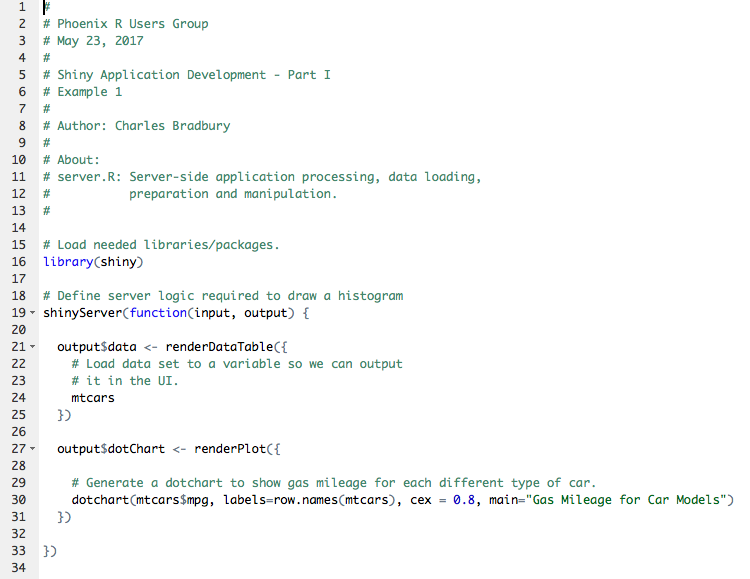 1 #
2 # Phoenix R Users Group
3 # May 23, 2017
4 #
5 # Shiny Application Development - Part I
6 # Example 1
7 #
8 # Author: Charles Bradbury
9 #
10 # About:
11 # server.R: Server-side application processing, data loading,
12 #           preparation and manipulation.
13 #
14
15 # Load needed libraries/packages.
16 library(shiny)
17
18 # Define server logic required to draw a histogram
19 shinyServer(function(input, output) {
20
21   output$data <- renderDataTable({
22     # Load data set to a variable so we can output
23     # it in the UI.
24     mtcars
25   })
26
27   output$dotChart <- renderPlot({
28
29     # Generate a dotchart to show gas mileage for each different type of car.
30     dotchart(mtcars$mpg, labels=row.names(mtcars), cex = 0.8, main="Gas Mileage for Car Models")
31   })
32
33 })
34